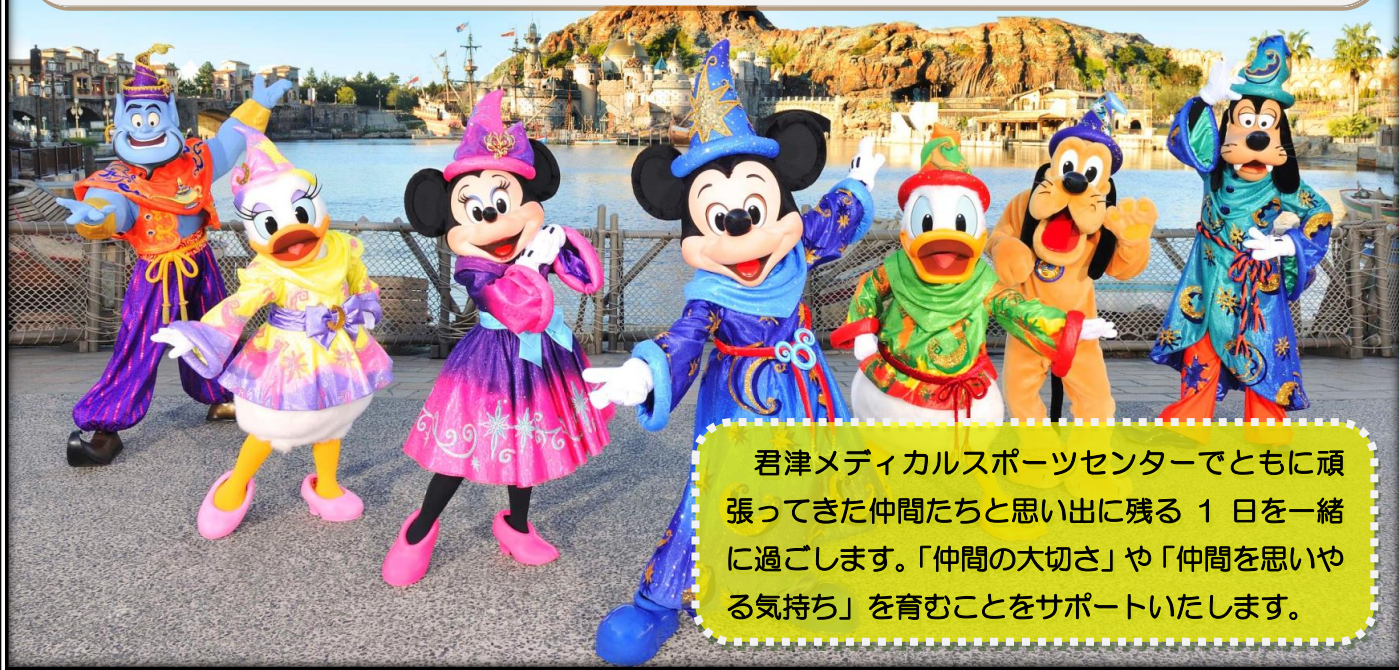 君津メディカルスポーツセンターでともに頑
張ってきた仲間たちと思い出に残る 1 日を一緒
に過ごします。「仲間の大切さ」や「仲間を思いや
る気持ち」を育むことをサポートいたします。